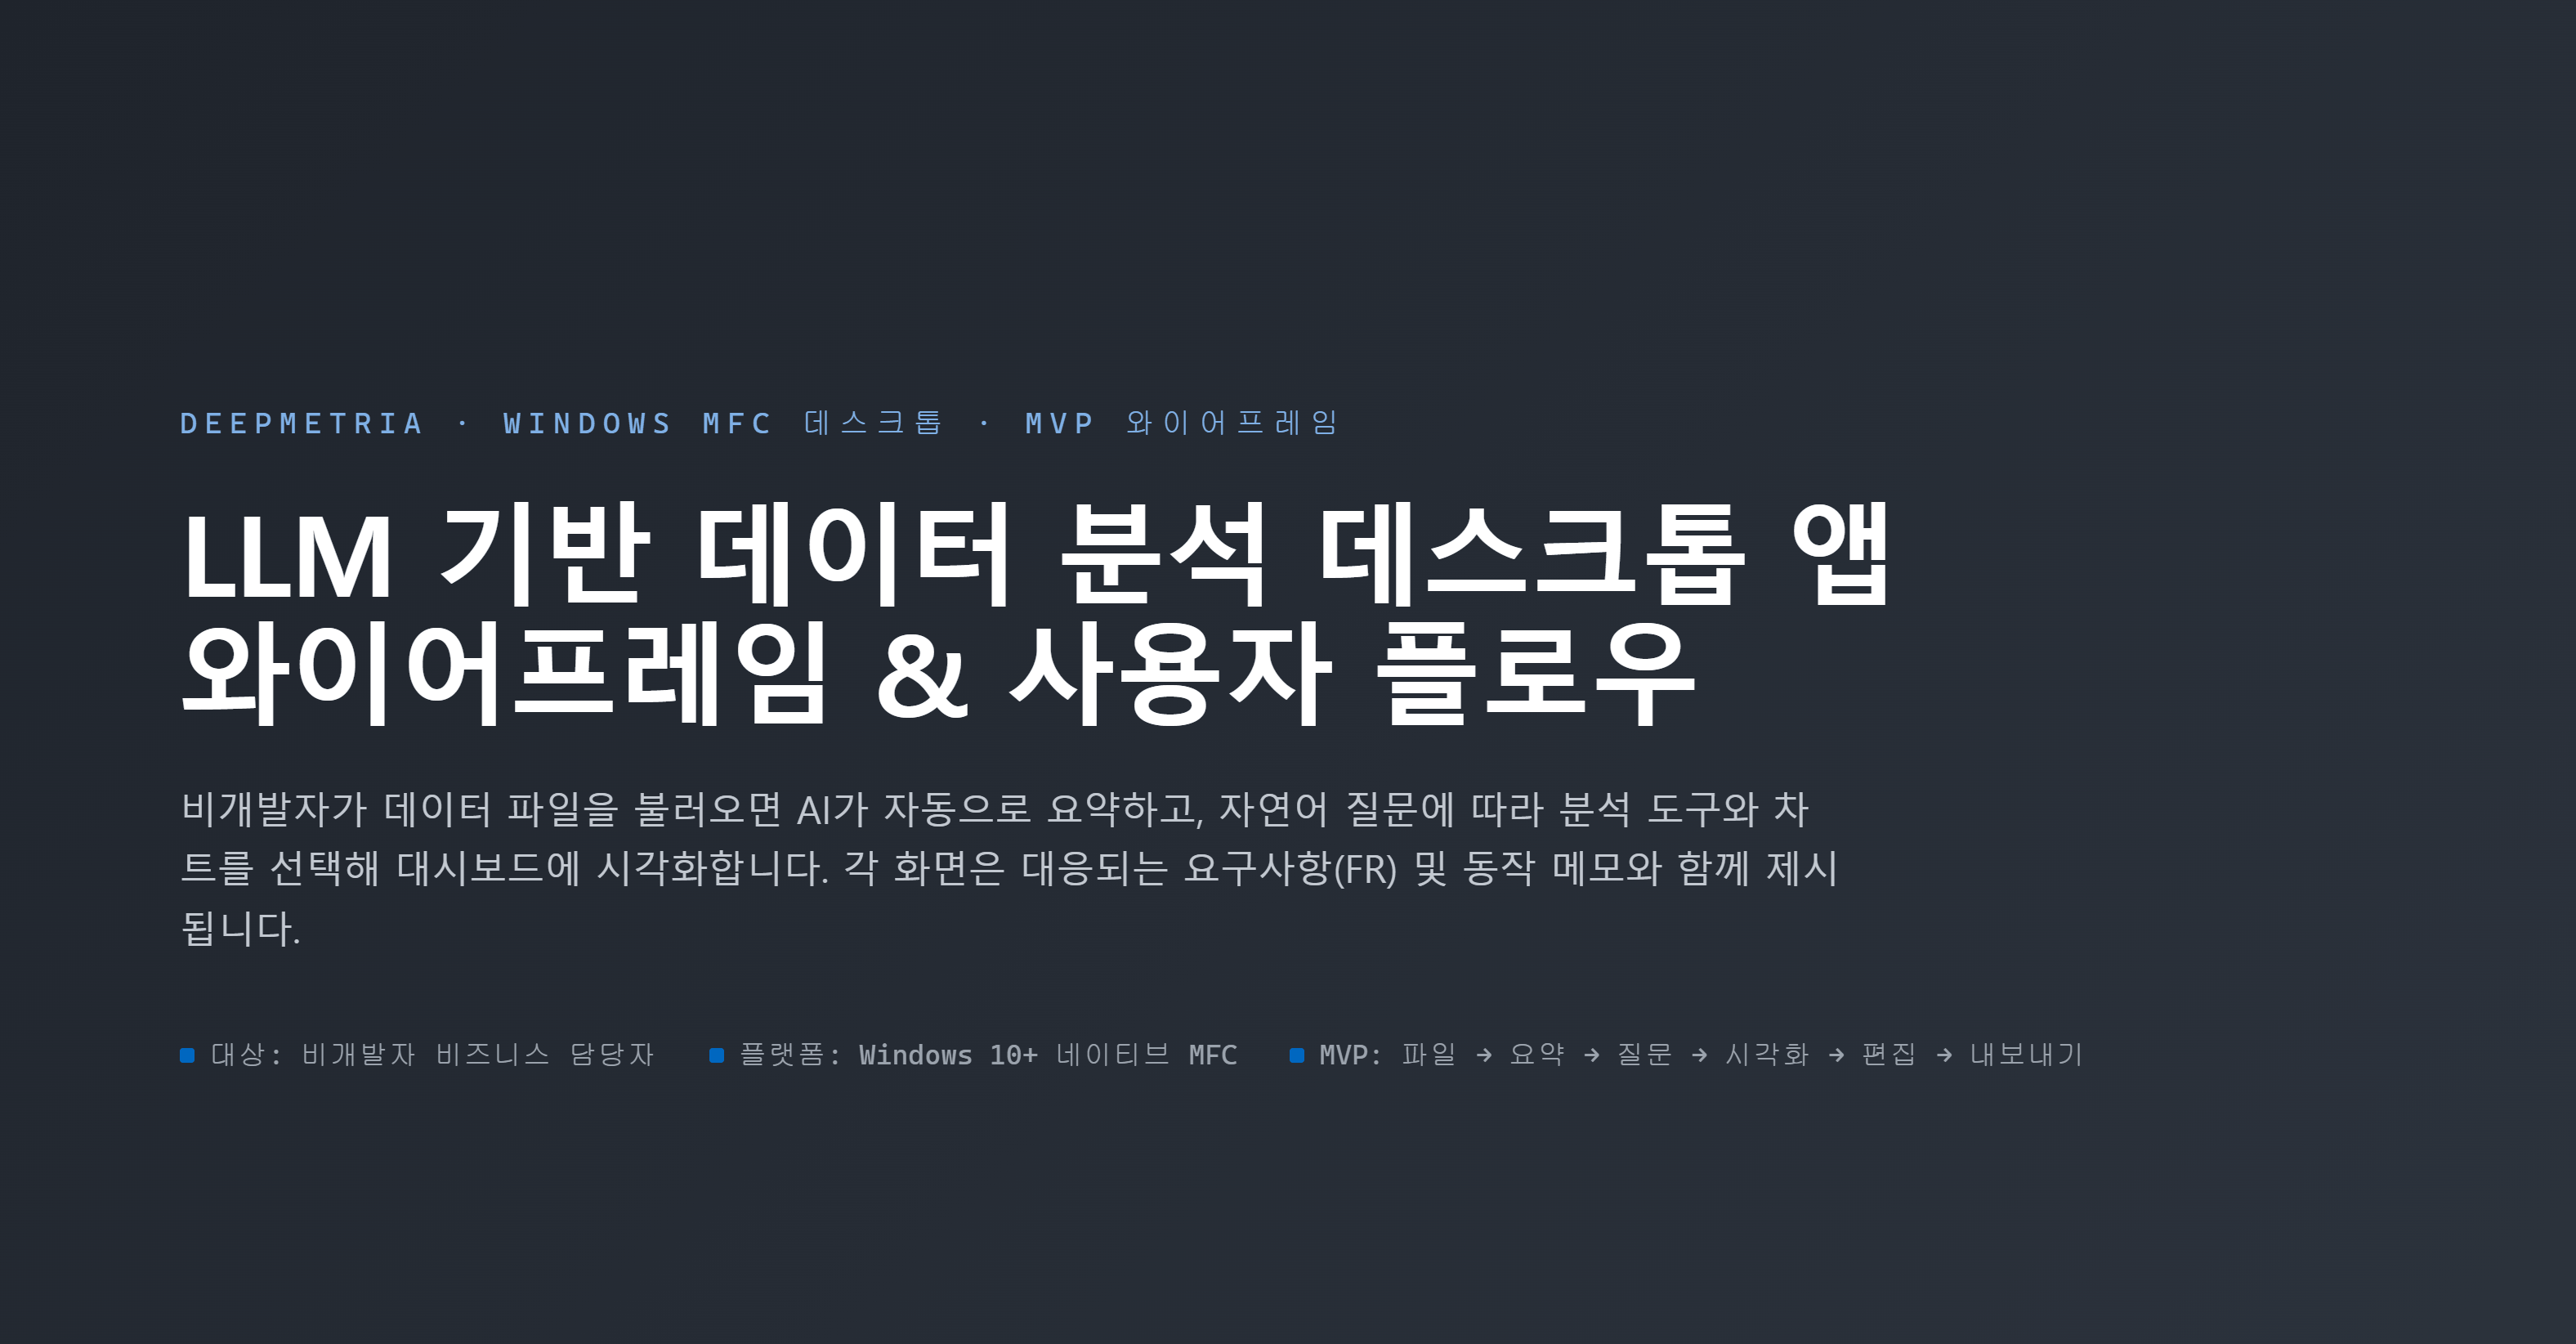 DEEPMETRIA · WINDOWS MFC 데스크톱 · MVP 와이어프레임
LLM 기반 데이터 분석 데스크톱 앱
와이어프레임 & 사용자 플로우
비개발자가 데이터 파일을 불러오면 AI가 자동으로 요약하고, 자연어 질문에 따라 분석 도구와 차
트를 선택해 대시보드에 시각화합니다. 각 화면은 대응되는 요구사항(FR) 및 동작 메모와 함께 제시
됩니다.
대상: 비개발자 비즈니스 담당자 플랫폼: Windows 10+ 네이티브 MFC MVP: 파일 → 요약 → 질문 → 시각화 → 편집 → 내보내기